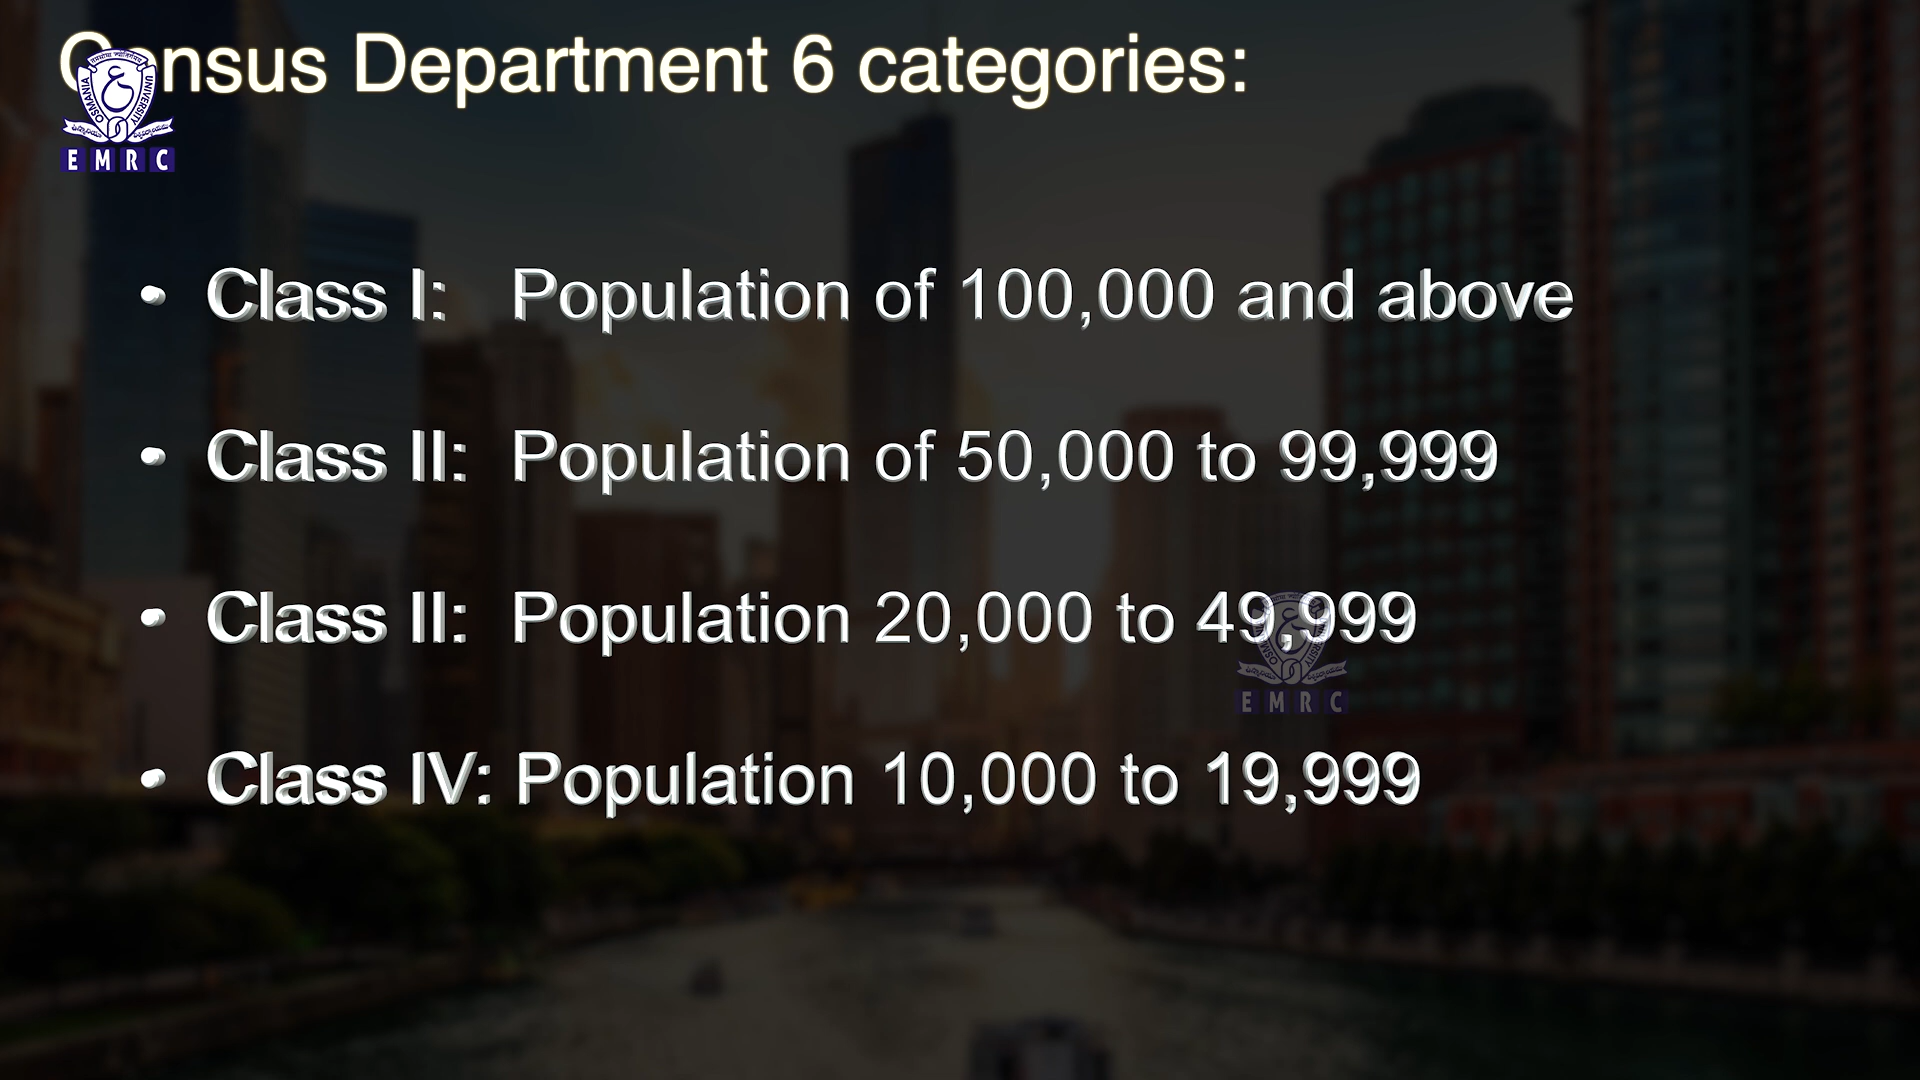 Census Department 6 categories:
OSMANIA UNIVERSITY
EMRC
• Class I: Population of 100,000 and above
• Class II: Population of 50,000 to 99,999
• Class II: Population 20,000 to 49,999
• Class IV: Population 10,000 to 19,999
EMRC